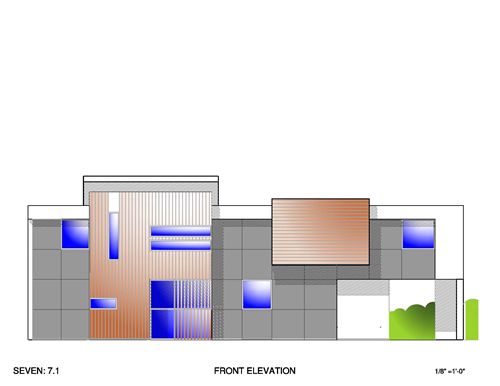 SEVEN: 7.1
FRONT ELEVATION
1/8" =1'-0"